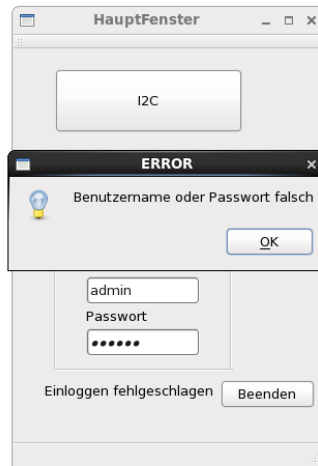 HauptFenster
I2C
ERROR
Benutzername oder Passwort falsch
OK
admin
Passwort
Einloggen fehlgeschlagen
Beenden